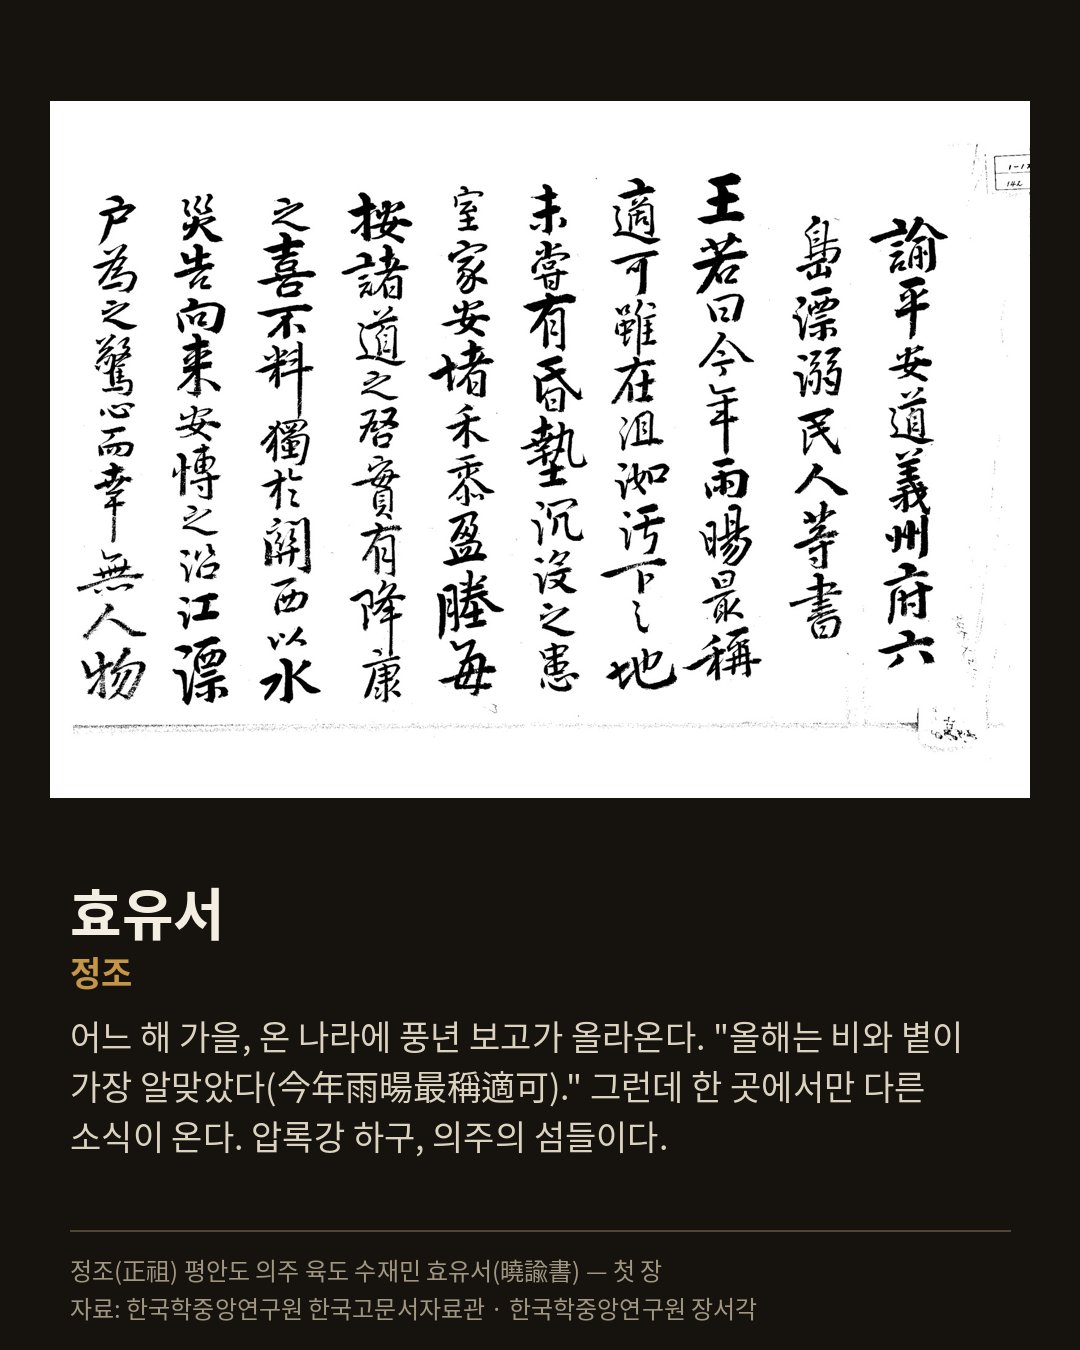 諭平安道義州府六
島漂溺民人等書
王若曰今年雨暘最稱
適可雖在沮洳汚下之地
未嘗有昏墊沉沒之患
室家安堵禾黍盈塍每
按諸道之啓實有降康
之喜不料獨於關西以水
災告向來安慱之沿江漂
戶為之驚心而幸無人物
효유서
정조
어느 해 가을, 온 나라에 풍년 보고가 올라온다. "올해는 비와 볕이
가장 알맞았다(今年雨暘最稱適可)." 그런데 한 곳에서만 다른
소식이 온다. 압록강 하구, 의주의 섬들이다.
정조(正祖) 평안도 의주 육도 수재민 효유서(曉諭書) — 첫 장
자료: 한국학중앙연구원 한국고문서자료관 · 한국학중앙연구원 장서각